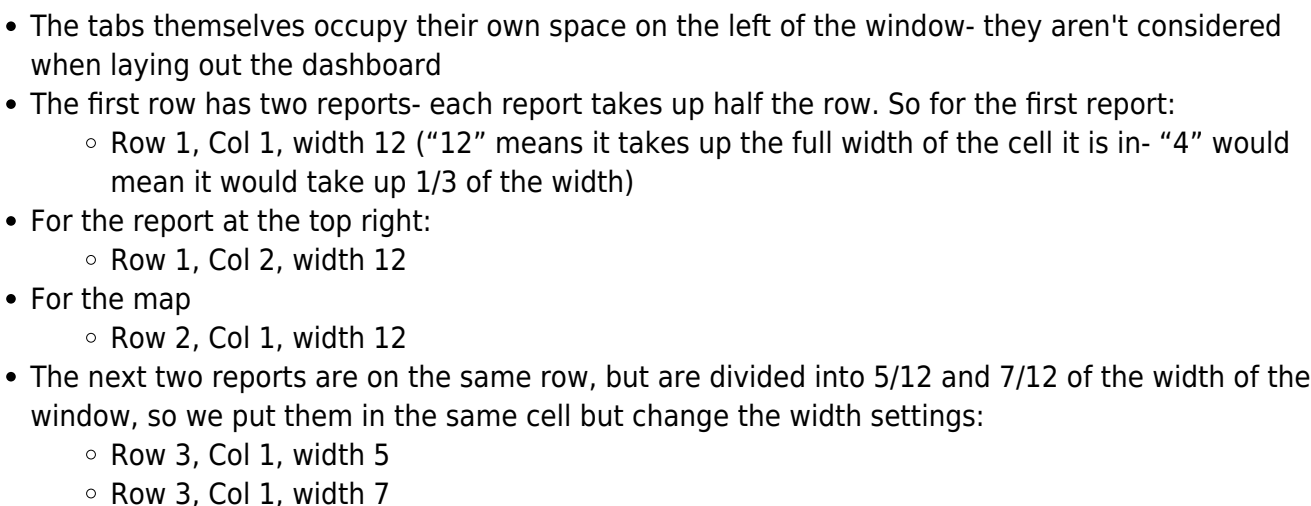 • The tabs themselves occupy their own space on the left of the window- they aren't considered
when laying out the dashboard
• The first row has two reports- each report takes up half the row. So for the first report:
◦ Row 1, Col 1, width 12 (“12” means it takes up the full width of the cell it is in- “4” would
mean it would take up 1/3 of the width)
• For the report at the top right:
◦ Row 1, Col 2, width 12
• For the map
◦ Row 2, Col 1, width 12
• The next two reports are on the same row, but are divided into 5/12 and 7/12 of the width of the
window, so we put them in the same cell but change the width settings:
◦ Row 3, Col 1, width 5
◦ Row 3, Col 1, width 7